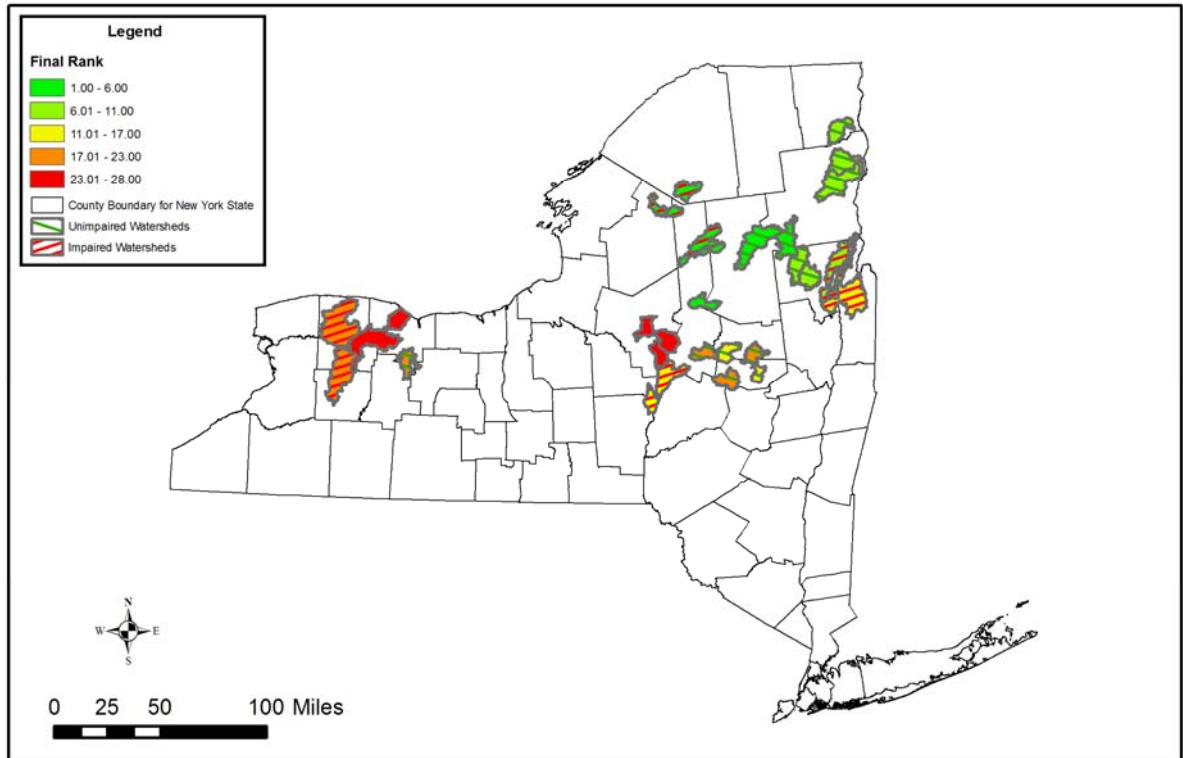 Legend
Final Rank
1.00 - 6.00
6.01 - 11.00
11.01 - 17.00
17.01 - 23.00
23.01 - 28.00
County Boundary for New York State
Unimpaired Watersheds
Impaired Watersheds
N
W E
S
0 25 50 100 Miles